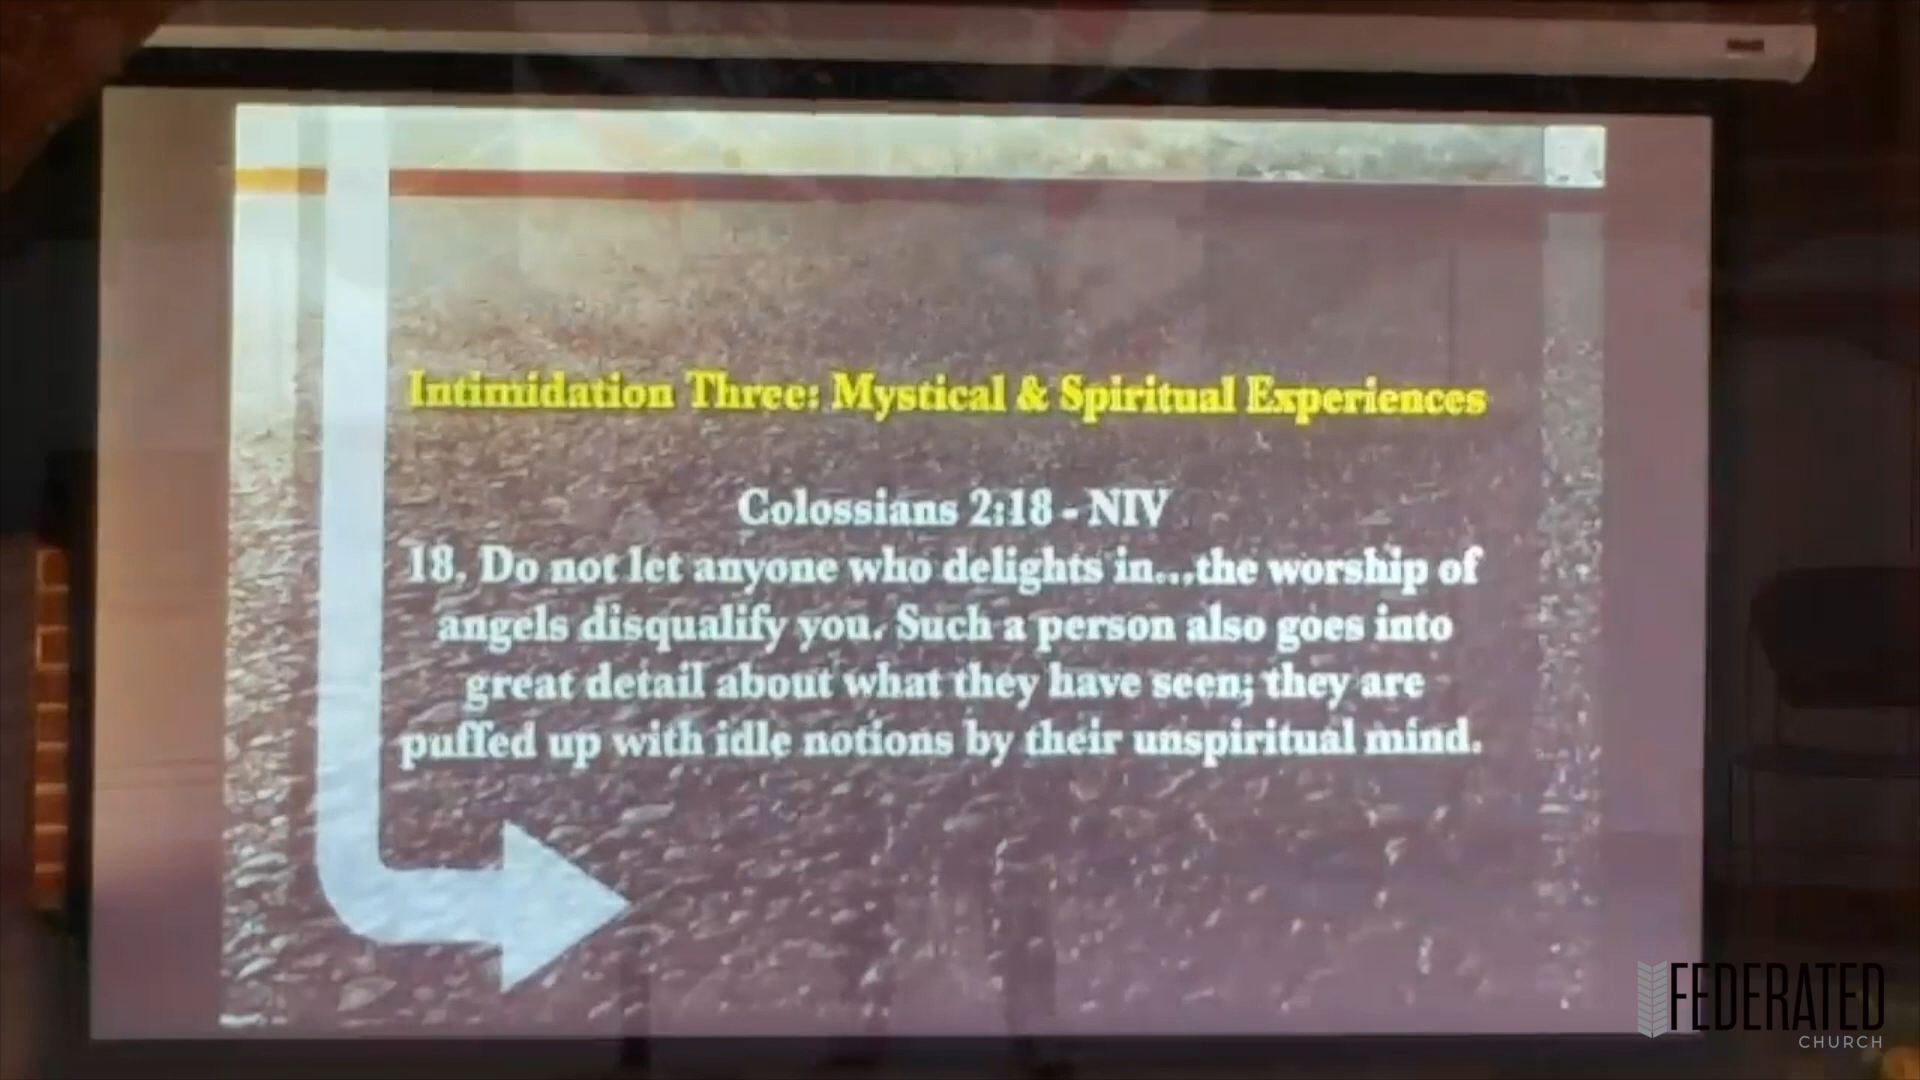 Intimidation Three: Mystical & Spiritual Experiences
Colossians 2:18 - NIV
18. Do not let anyone who delights in...the worship of
angels disqualify you. Such a person also goes into
great detail about what they have seen; they are
puffed up with idle notions by their unspiritual mind.
FEDERATED
CHURCH